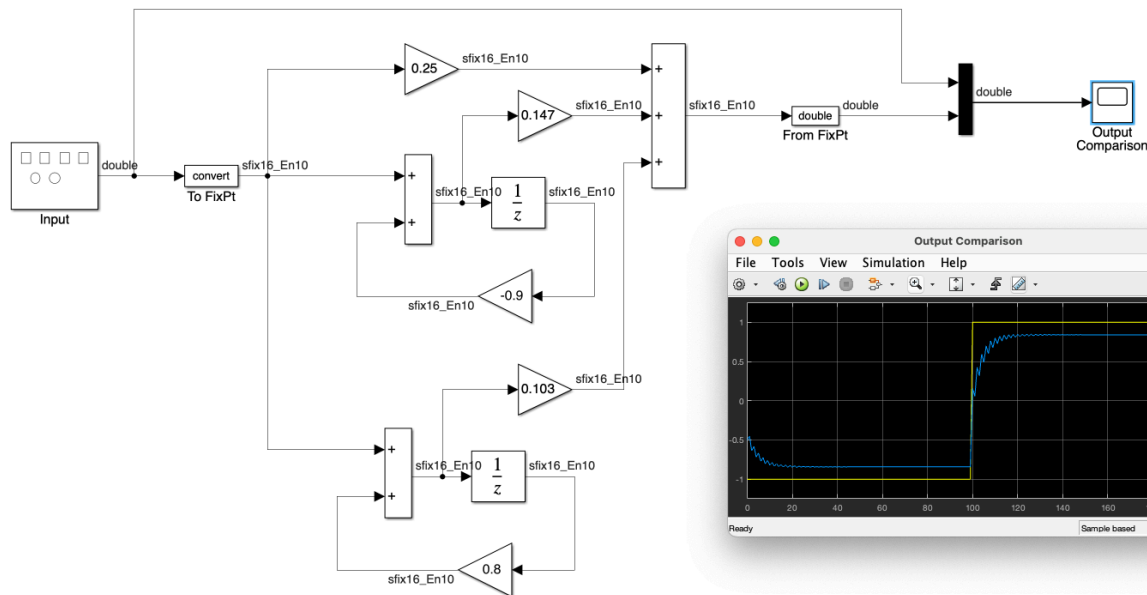 0.25
sfix16_En10
sfix16_En10
0.147
sfix16_En10
double
double
double
Output
Comparison
From FixPt
double
convert
sfix16_En10
To FixPt
Input
+
+
+
+
+
sfix16_En10
1
z
sfix16_En10
-0.9
sfix16_En10
0.103
sfix16_En10
+
+
sfix16_En10
1
z
sfix16_En10
0.8
sfix16_En10
Output Comparison
File Tools View Simulation Help
1
0.5
0
-0.5
-1
0 20 40 60 80 100 120 140 160
Ready
Sample based